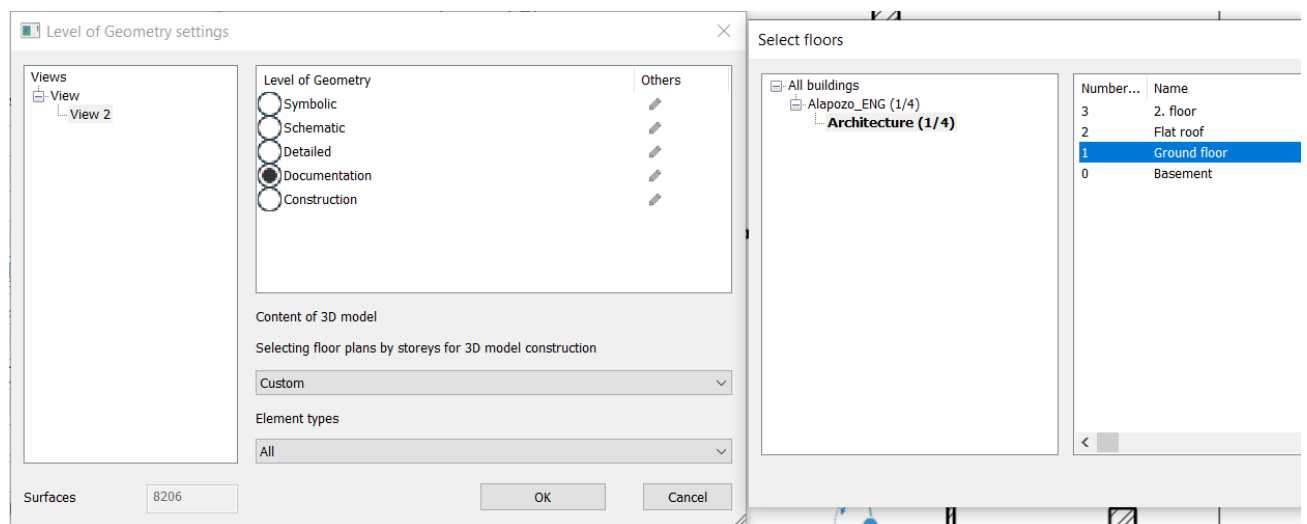 Level of Geometry settings
Views
View
View 2
Level of Geometry Others
Symbolic
Schematic
Detailed
Documentation
Construction
Content of 3D model
Selecting floor plans by storeys for 3D model construction
Custom
Element types
All
Surfaces 8206 OK Cancel
Select floors
All buildings
Alapozo_ENG (1/4)
Architecture (1/4)
Number... Name
3 2. floor
2 Flat roof
1 Ground floor
0 Basement